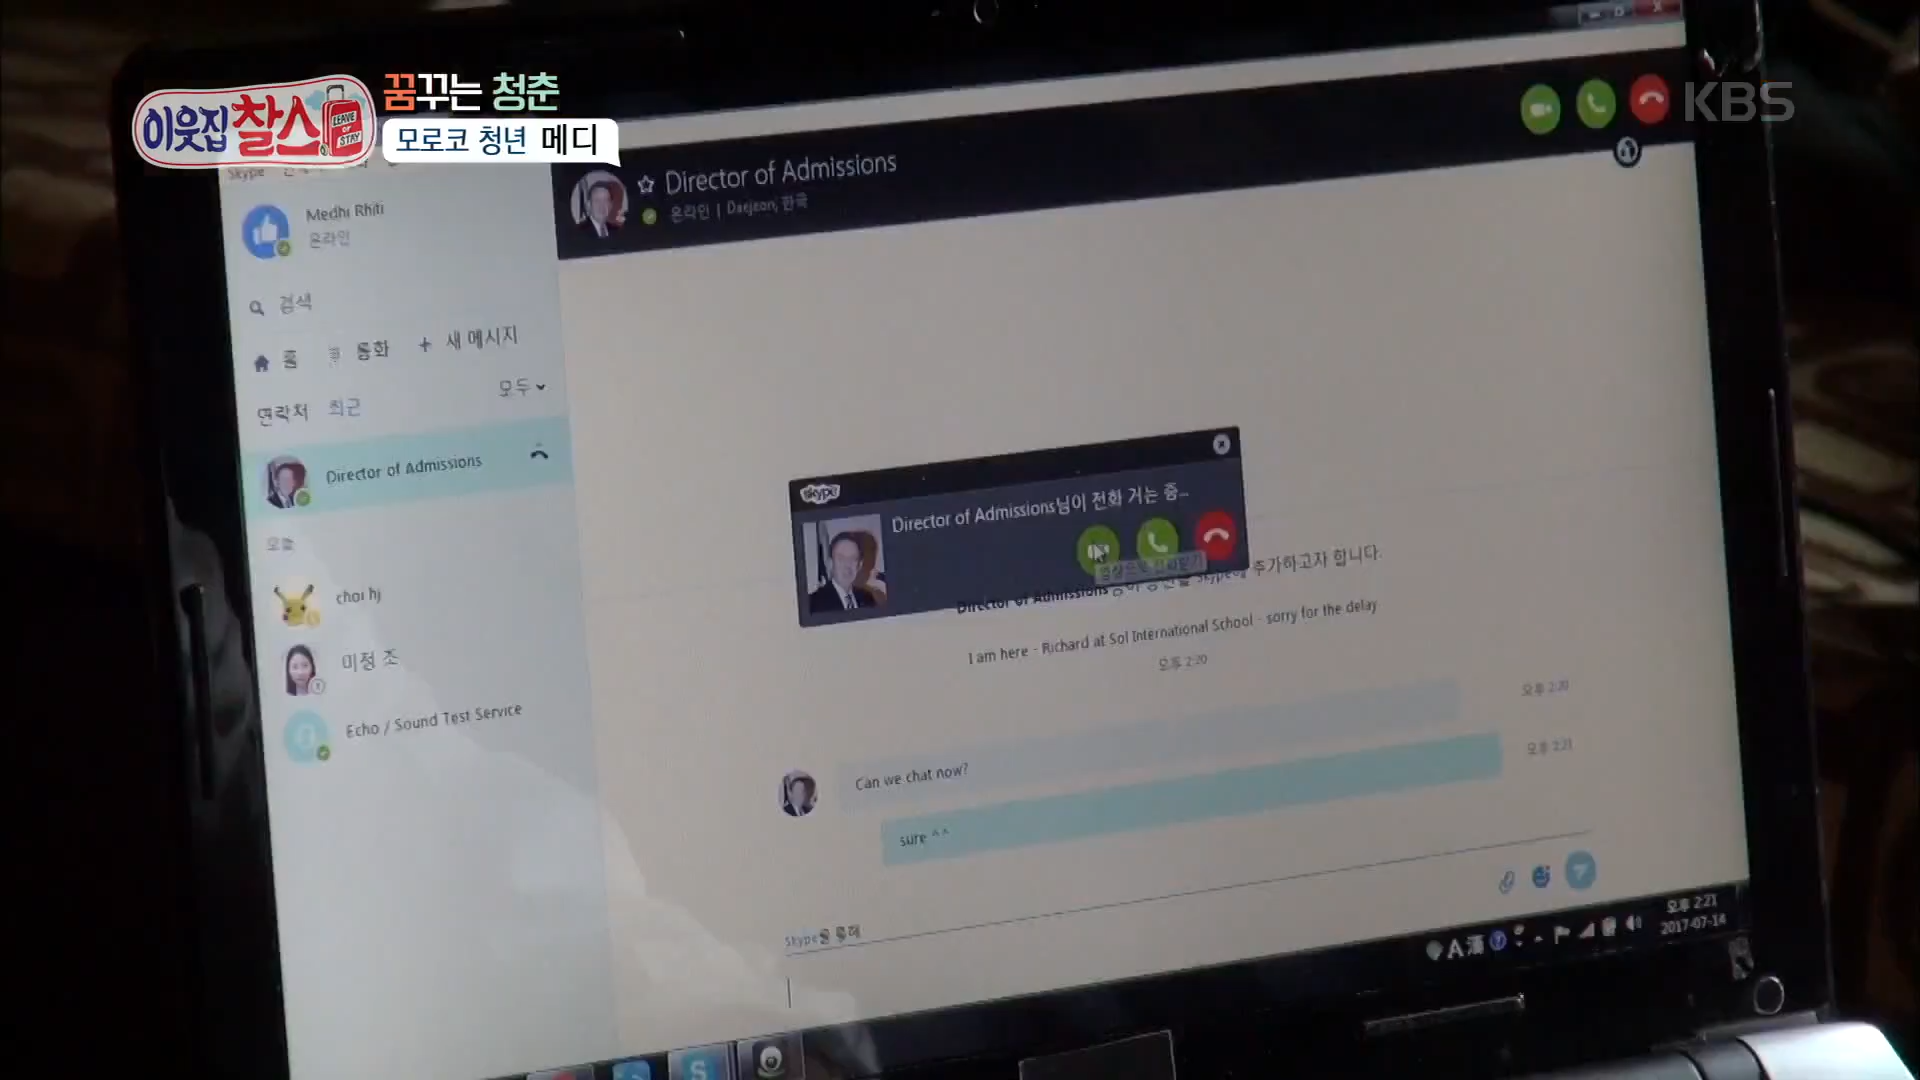 이웃집 찰스
LEAVE
or
STAY
꿈꾸는 청춘
모로코 청년 메디
KBS
Skype
Medhi Rhiti
온라인
검색
홈 통화 + 새 메시지
연락처 최근 모두
Director of Admissions
오늘
choi hj
미정 조
Echo / Sound Test Service
Director of Admissions
온라인 | Daejeon, 한국
skype
Director of Admissions님이 전화 거는 중...
Director of Admissions 추가하고자 합니다.
I am here - Richard at Sol International School - sorry for the delay
오후 2:20
오후 2:20
Can we chat now?
오후 2:21
sure ^^
Skype을 통해
A 漢
오후 2:21
2017-07-14